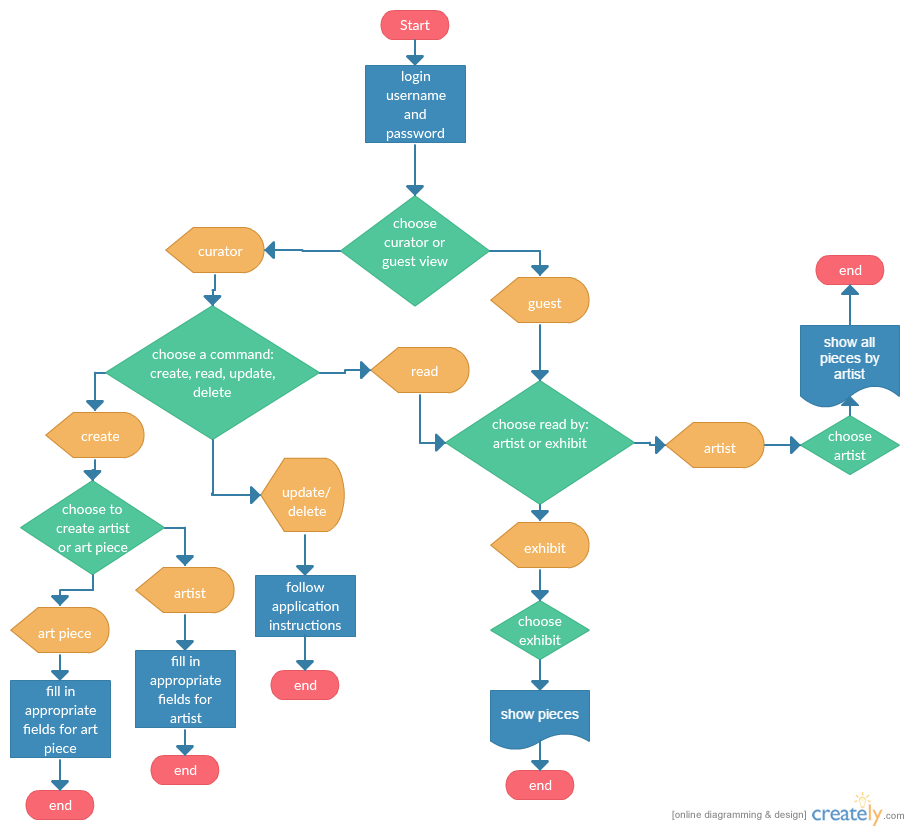 Start
login
username
and
password
choose
curator or
guest view
curator
guest
end
choose a command:
create, read, update,
delete
read
show all
pieces by
artist
create
choose read by:
artist or exhibit
artist
choose
artist
update/
delete
choose to
create artist
or art piece
exhibit
artist
follow
application
instructions
choose
exhibit
art piece
fill in
appropriate
fields for
artist
end
fill in
appropriate
fields for art
piece
show pieces
end
end
end
[online diagramming & design] creately.com